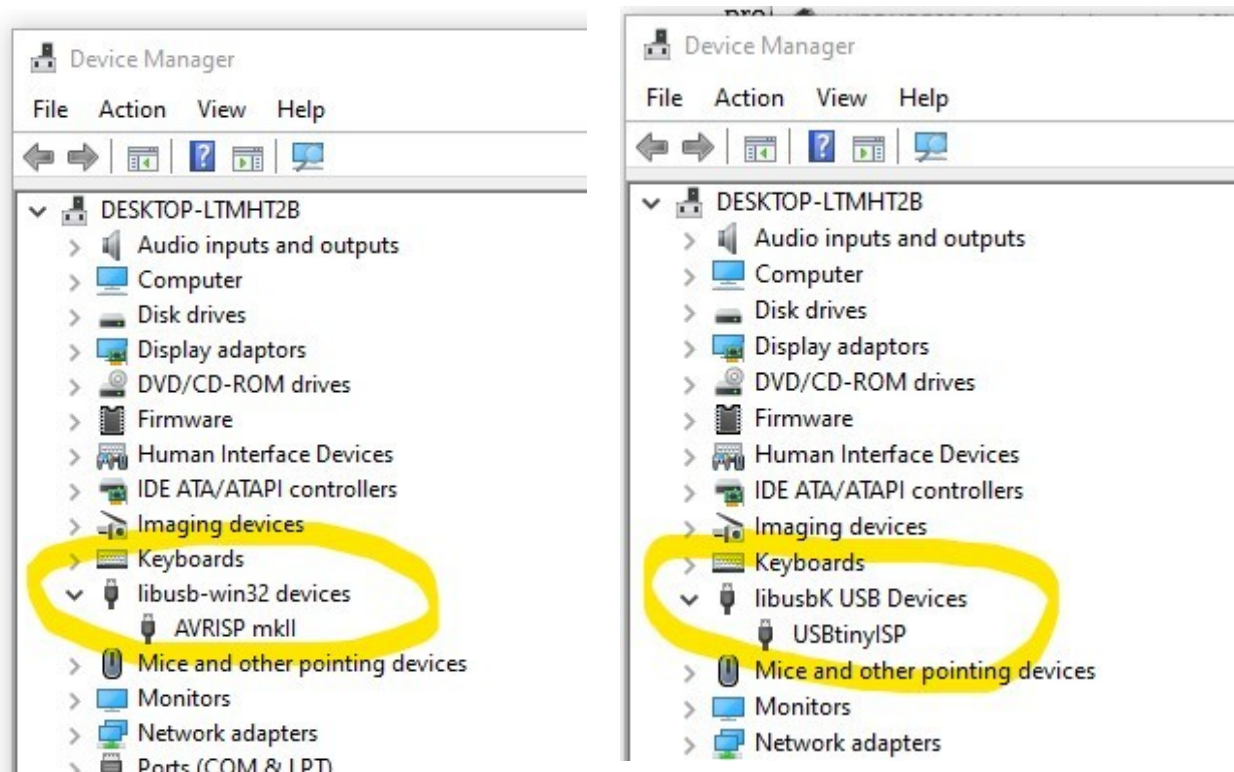 Device Manager
File Action View Help
DESKTOP-LTMHT2B
Audio inputs and outputs
Computer
Disk drives
Display adaptors
DVD/CD-ROM drives
Firmware
Human Interface Devices
IDE ATA/ATAPI controllers
Imaging devices
Keyboards
libusb-win32 devices
AVRISP mkII
Mice and other pointing devices
Monitors
Network adapters
Ports (COM & LPT)
Device Manager
File Action View Help
DESKTOP-LTMHT2B
Audio inputs and outputs
Computer
Disk drives
Display adaptors
DVD/CD-ROM drives
Firmware
Human Interface Devices
IDE ATA/ATAPI controllers
Imaging devices
Keyboards
libusbK USB Devices
USBtinyISP
Mice and other pointing devices
Monitors
Network adapters